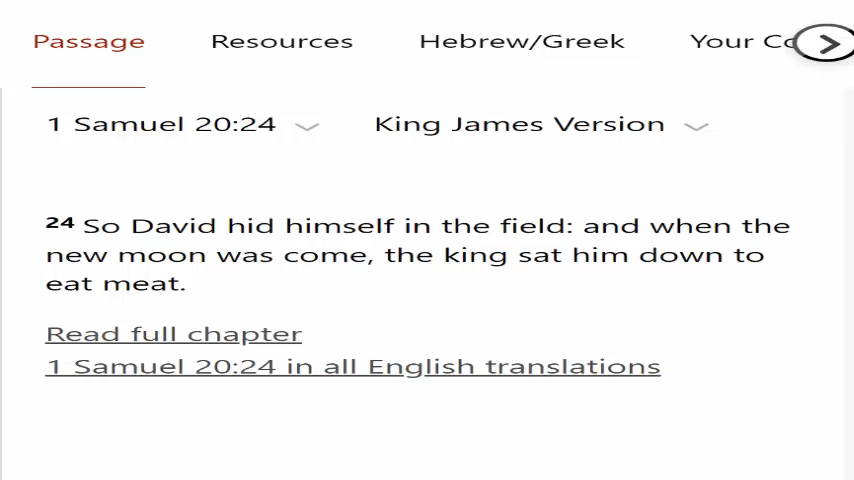 Passage Resources Hebrew/Greek Your
1 Samuel 20:24 King James Version
24 So David hid himself in the field: and when the
new moon was come, the king sat him down to
eat meat.
Read full chapter
1 Samuel 20:24 in all English translations